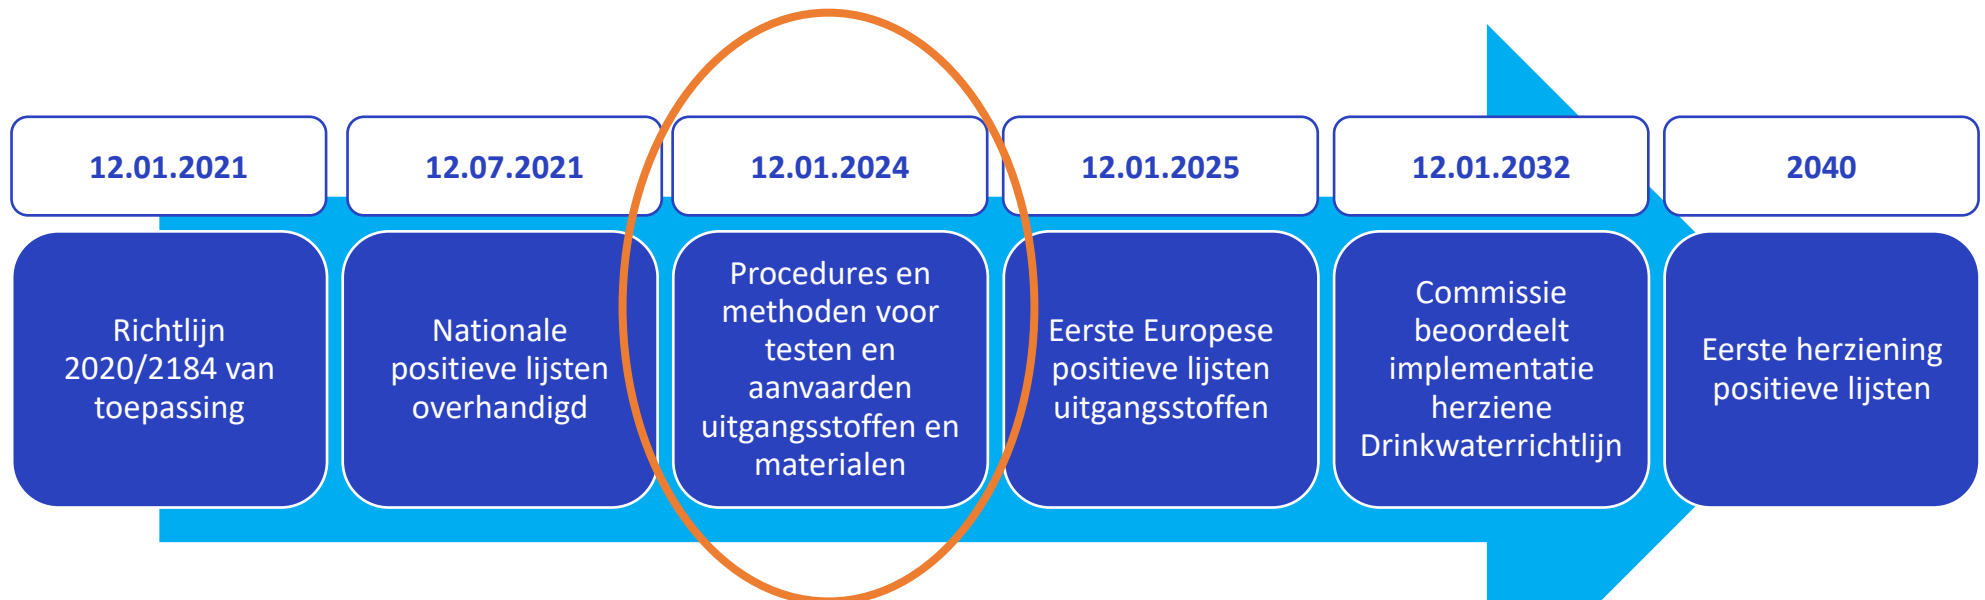 12.01.2021
12.07.2021
12.01.2024
12.01.2025
12.01.2032
2040
Richtlijn
2020/2184 van
toepassing
Nationale
positieve lijsten
overhandigd
Procedures en
methoden voor
testen en
aanvaarden
uitgangsstoffen en
materialen
Eerste Europese
positieve lijsten
uitgangsstoffen
Commissie
beoordeelt
implementatie
herziene
Drinkwaterrichtlijn
Eerste herziening
positieve lijsten